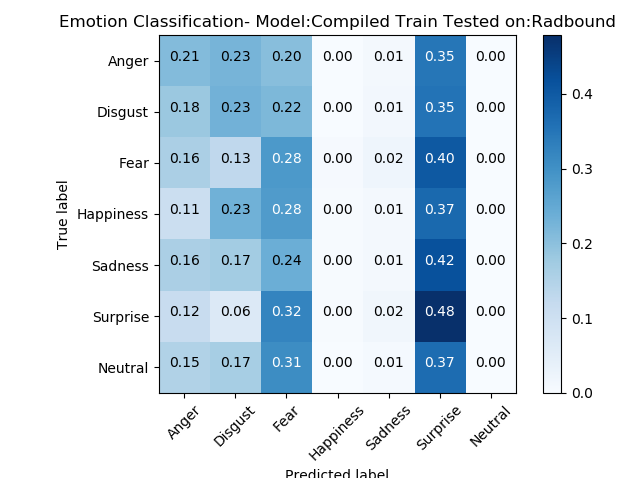 Emotion Classification- Model:Compiled Train Tested on:Radbound
Anger 0.21 0.23 0.20 0.00 0.01 0.35 0.00
Disgust 0.18 0.23 0.22 0.00 0.01 0.35 0.00
Fear 0.16 0.13 0.28 0.00 0.02 0.40 0.00
Happiness 0.11 0.23 0.28 0.00 0.01 0.37 0.00
Sadness 0.16 0.17 0.24 0.00 0.01 0.42 0.00
Surprise 0.12 0.06 0.32 0.00 0.02 0.48 0.00
Neutral 0.15 0.17 0.31 0.00 0.01 0.37 0.00
True label
Anger Disgust Fear Happiness Sadness Surprise Neutral
Predicted label
0.4
0.3
0.2
0.1
0.0